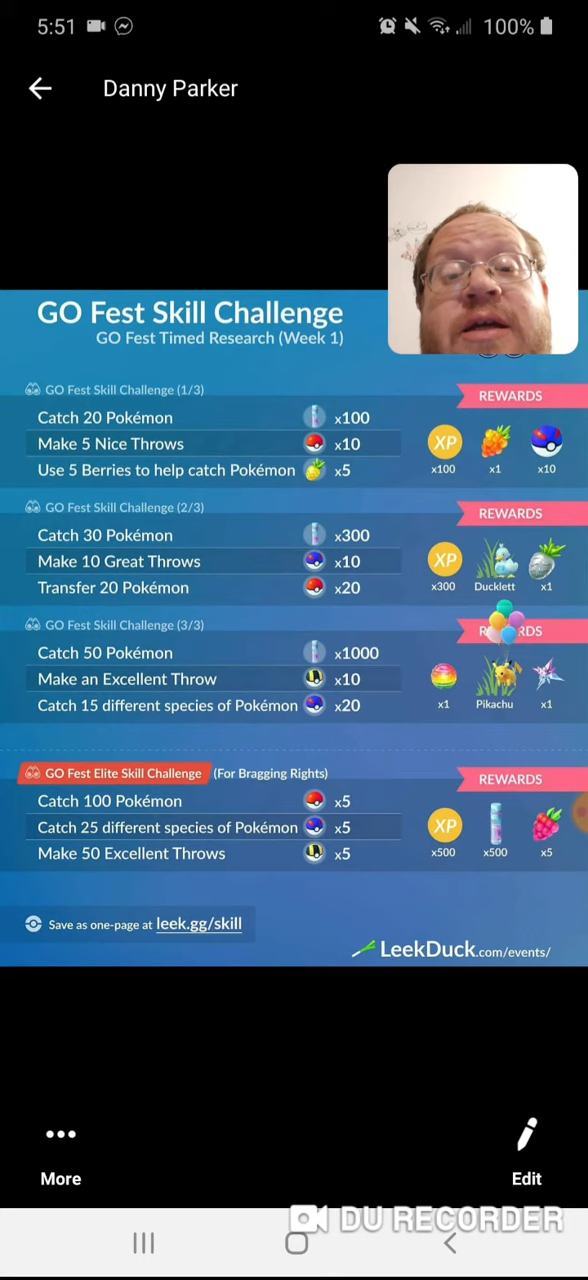 5:51 100%
Danny Parker
GO Fest Skill Challenge
GO Fest Timed Research (Week 1)
GO Fest Skill Challenge (1/3)
REWARDS
Catch 20 Pokémon x100
Make 5 Nice Throws x10
Use 5 Berries to help catch Pokémon x5
XP
x100 x1 x10
GO Fest Skill Challenge (2/3)
REWARDS
Catch 30 Pokémon x300
Make 10 Great Throws x10
Transfer 20 Pokémon x20
XP
x300 Ducklett x1
GO Fest Skill Challenge (3/3)
Catch 50 Pokémon x1000
Make an Excellent Throw x10
Catch 15 different species of Pokémon x20
x1 Pikachu x1
GO Fest Elite Skill Challenge (For Bragging Rights)
REWARDS
Catch 100 Pokémon x5
Catch 25 different species of Pokémon x5
Make 50 Excellent Throws x5
XP
x500 x500 x5
Save as one-page at leek.gg/skill
LeekDuck.com/events/
More Edit
DU RECORDER